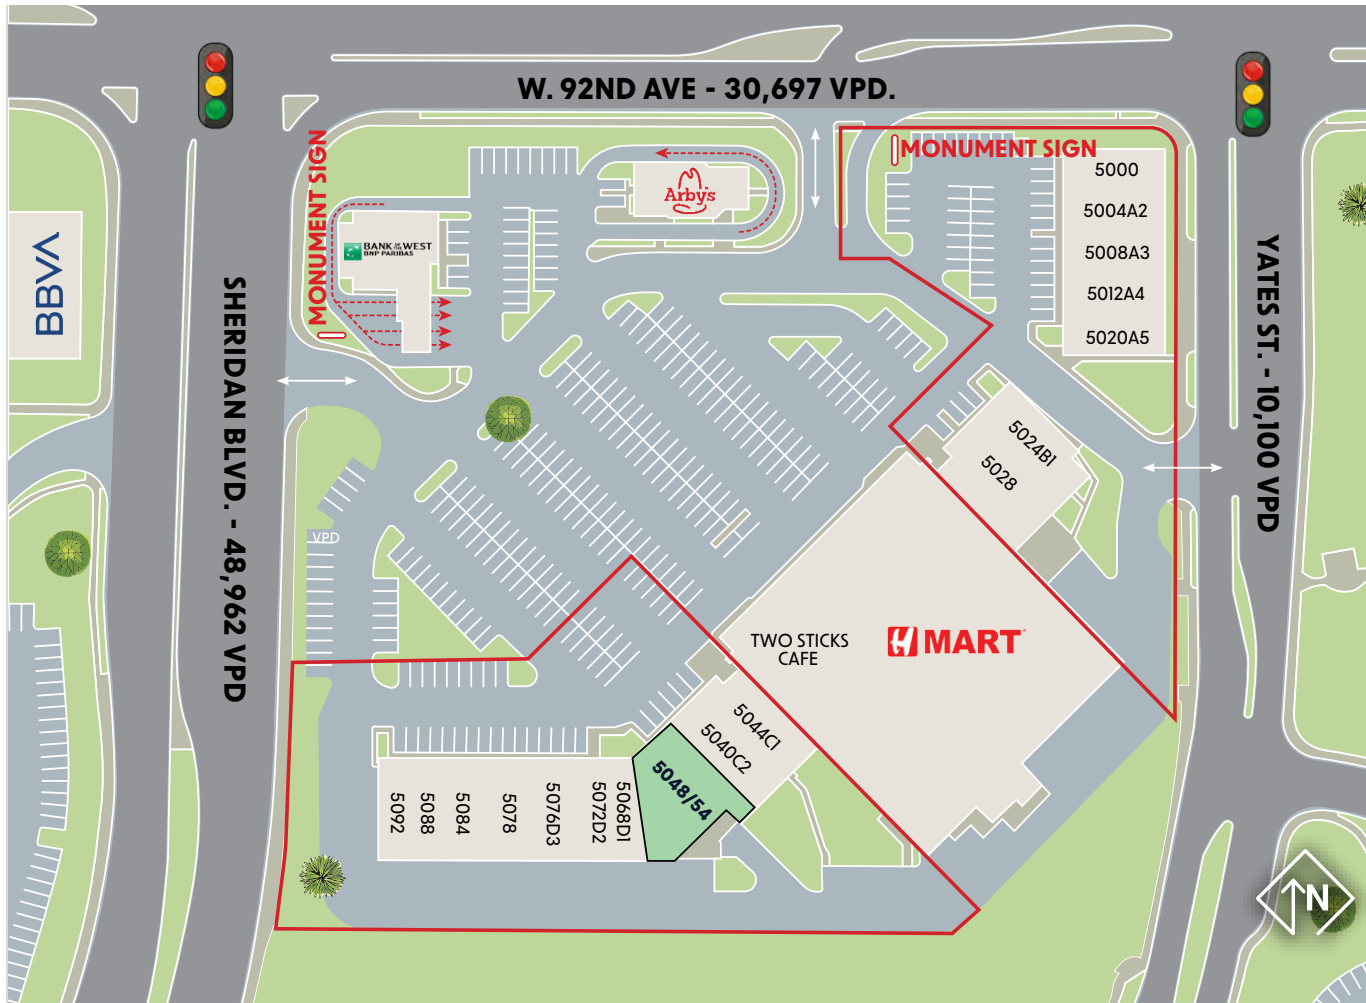 W. 92ND AVE - 30,697 VPD.
MONUMENT SIGN
MONUMENT SIGN
Arby's
BANK OF THE WEST
BNP PARIBAS
BBVA
SHERIDAN BLVD. - 48,962 VPD
YATES ST. - 10,100 VPD
5000
5004A2
5008A3
5012A4
5020A5
5024B1
5028
VPD
TWO STICKS
CAFE
H MART
5044C1
5040C2
5048/54
5092
5088
5084
5078
5076D3
5072D2
5068D1
N